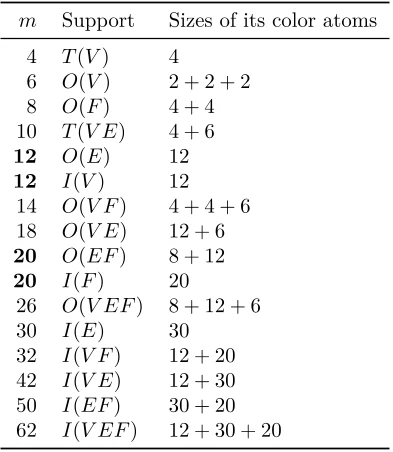 m Support Sizes of its color atoms
4 T(V) 4
6 O(V) 2 + 2 + 2
8 O(F) 4 + 4
10 T(VE) 4 + 6
12 O(E) 12
12 I(V) 12
14 O(VF) 4 + 4 + 6
18 O(VE) 12 + 6
20 O(EF) 8 + 12
20 I(F) 20
26 O(VEF) 8 + 12 + 6
30 I(E) 30
32 I(VF) 12 + 20
42 I(VE) 12 + 30
50 I(EF) 30 + 20
62 I(VEF) 12 + 30 + 20